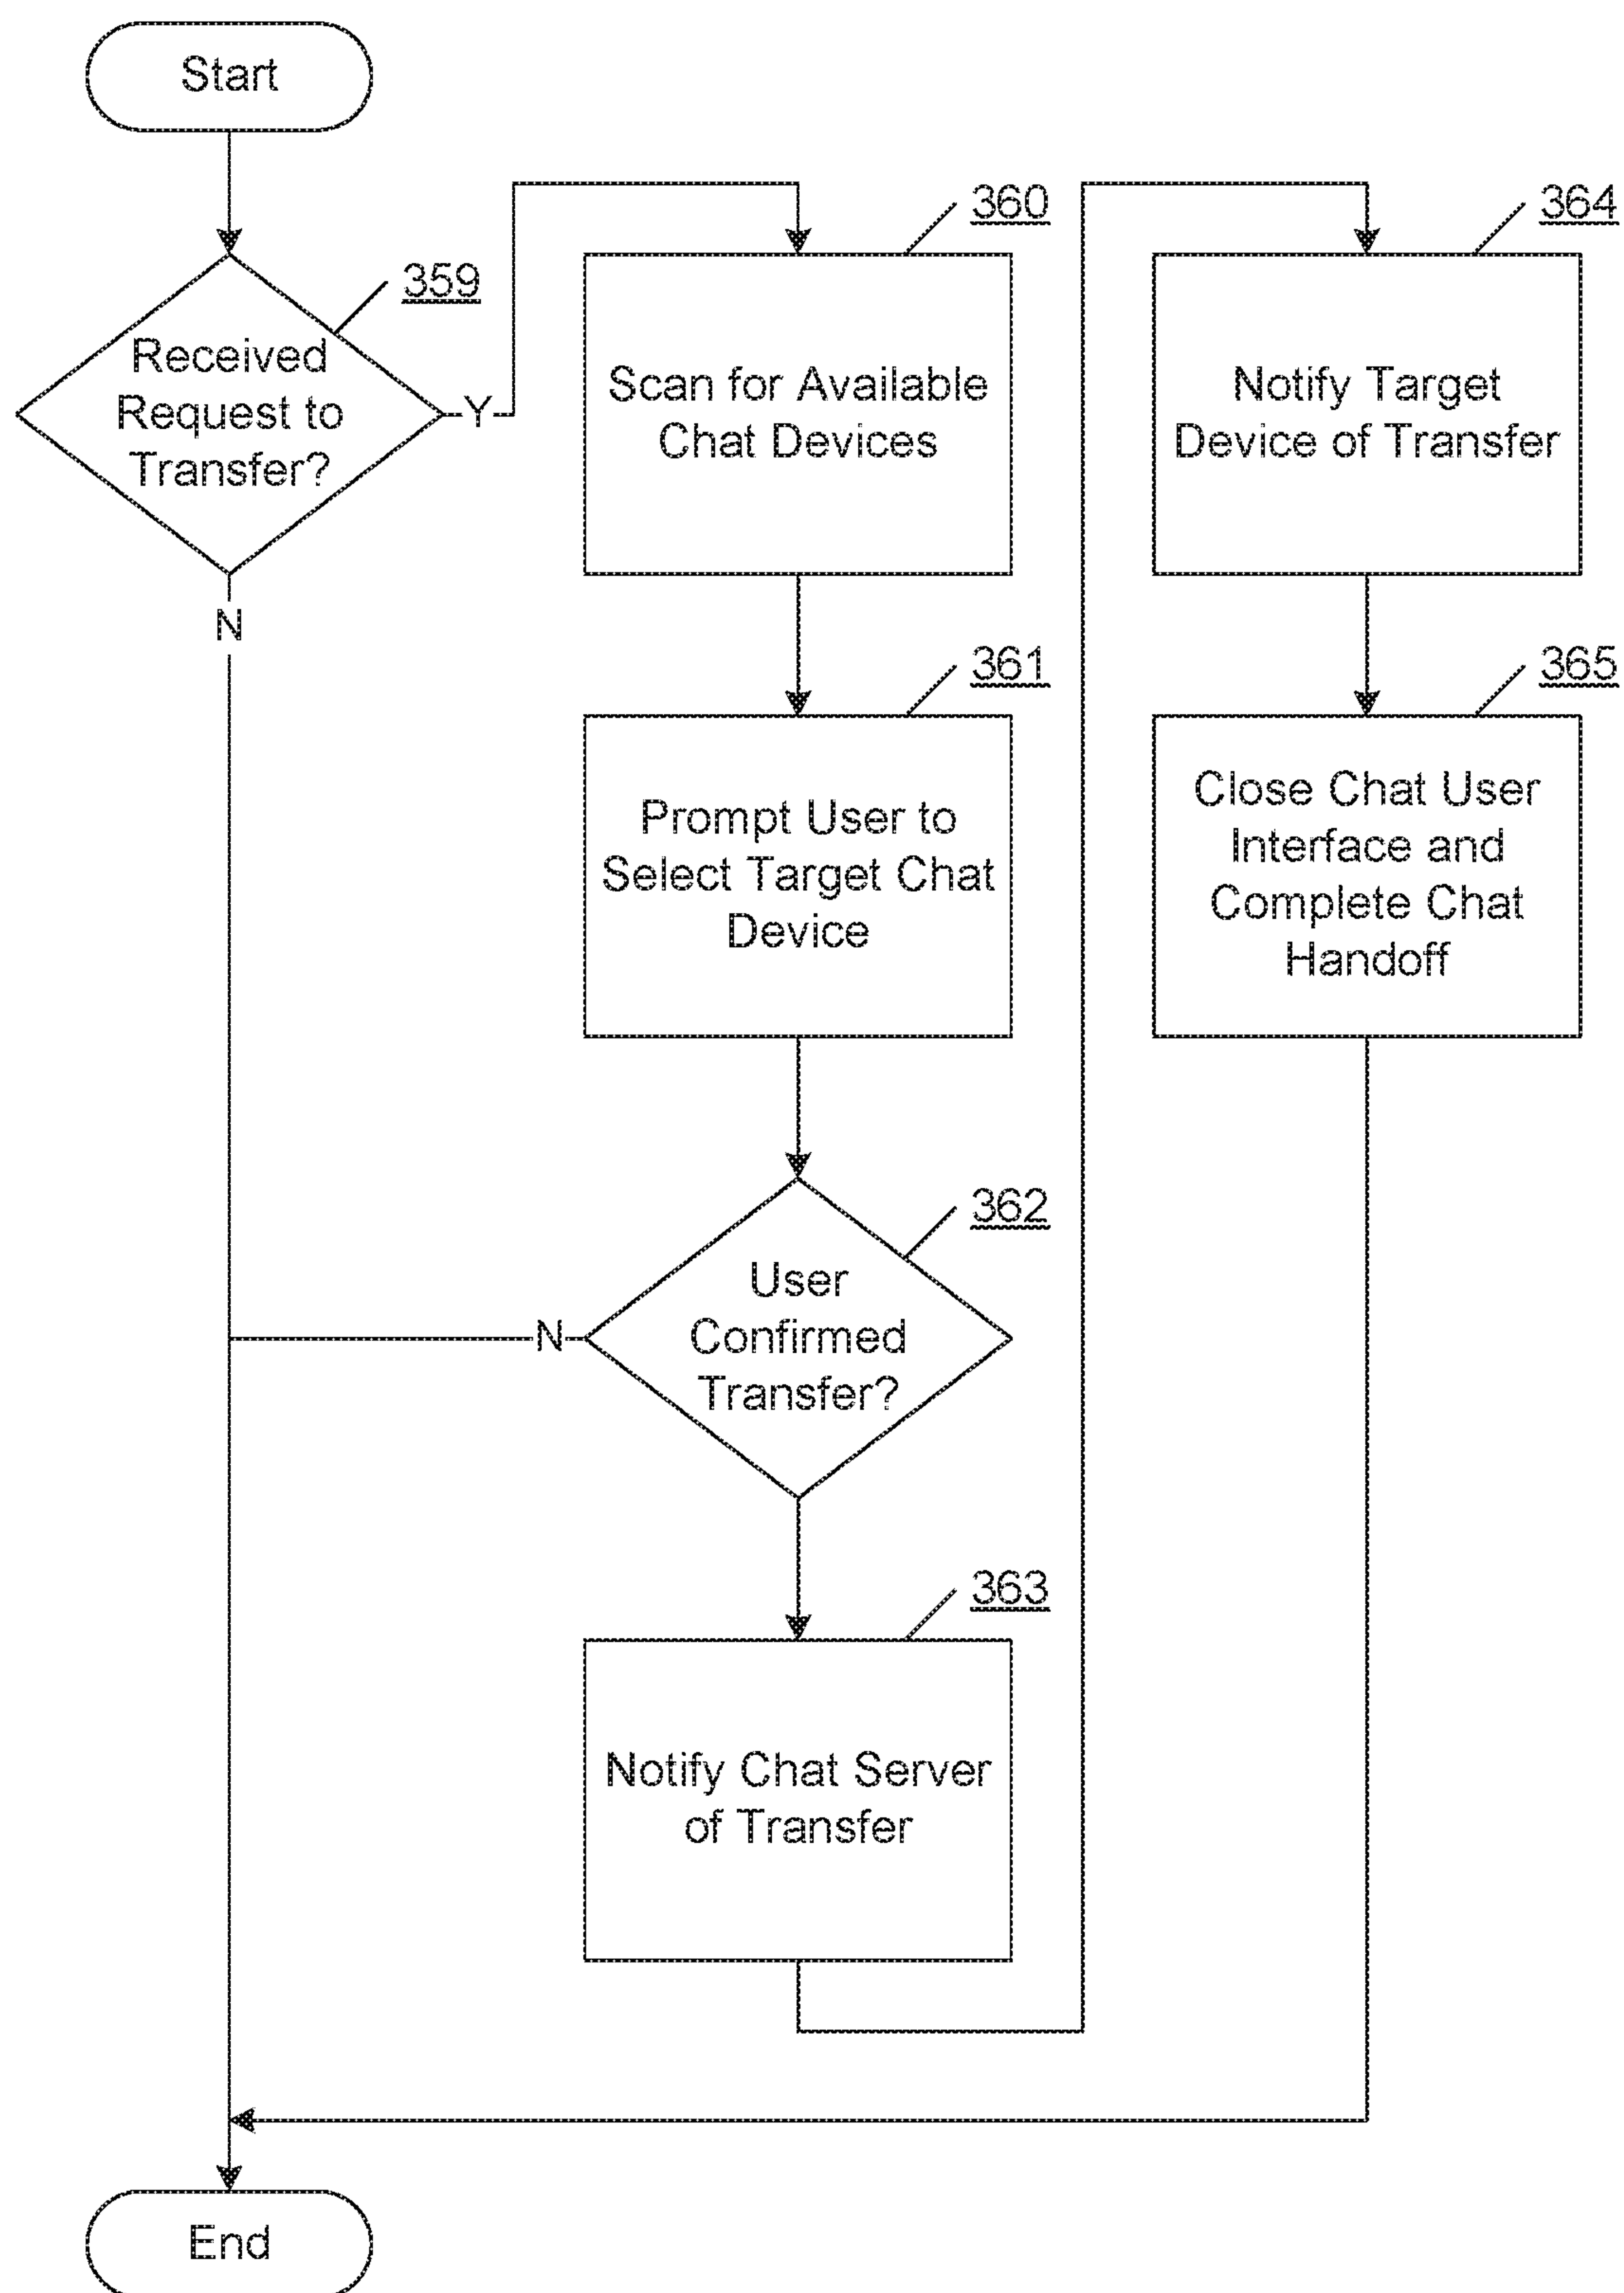 Start
359
Received
Request to
Transfer?
Y
N
360
Scan for Available
Chat Devices
361
Prompt User to
Select Target Chat
Device
362
User
Confirmed
Transfer?
N
363
Notify Chat Server
of Transfer
364
Notify Target
Device of Transfer
365
Close Chat User
Interface and
Complete Chat
Handoff
End